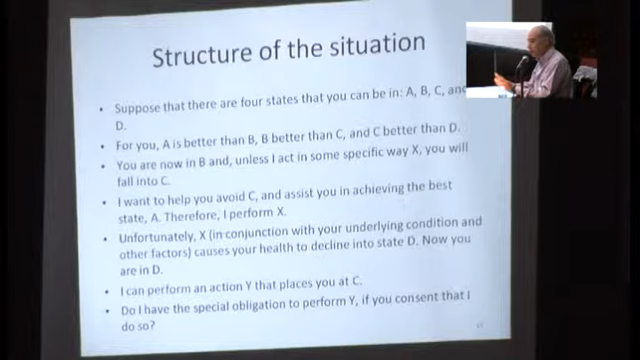 Structure of the situation
• Suppose that there are four states that you can be in: A, B, C, and
D.
• For you, A is better than B, B better than C, and C better than D.
• You are now in B and, unless I act in some specific way X, you will
fall into C.
• I want to help you avoid C, and assist you in achieving the best
state, A. Therefore, I perform X.
• Unfortunately, X (in conjunction with your underlying condition and
other factors) causes your health to decline into state D. Now you
are in D.
• I can perform an action Y that places you at C.
• Do I have the special obligation to perform Y, if you consent that I
do so?